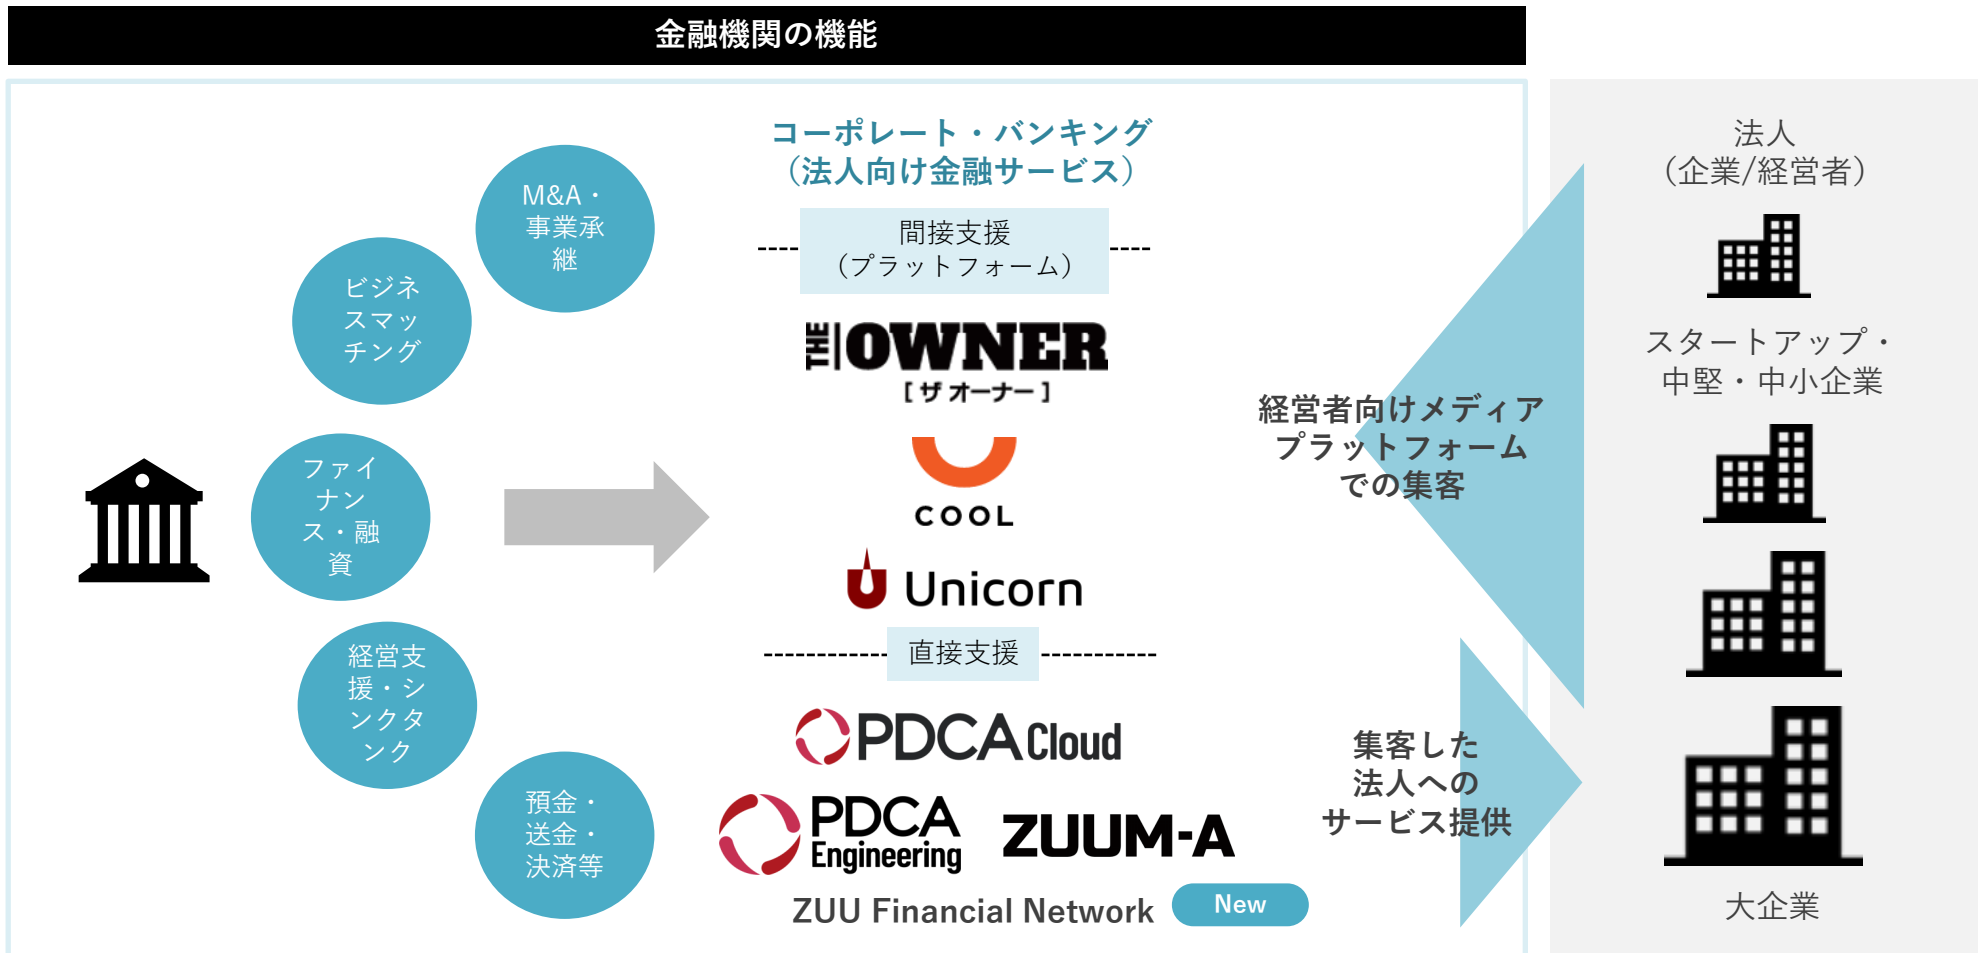 金融機関の機能
M&A・
事業承
継
ビジネ
スマッ
チング
ファイ
ナン
ス・融
資
経営支
援・シ
ンクタ
ンク
預金・
送金・
決済等
コーポレート・バンキング
（法人向け金融サービス）
間接支援
（プラットフォーム）
THE OWNER
[ ザ オーナー ]
COOL
Unicorn
直接支援
PDCA Cloud
PDCA
Engineering
ZUUM-A
ZUU Financial Network
New
経営者向けメディア
プラットフォーム
での集客
集客した
法人への
サービス提供
法人
（企業/経営者）
スタートアップ・
中堅・中小企業
大企業